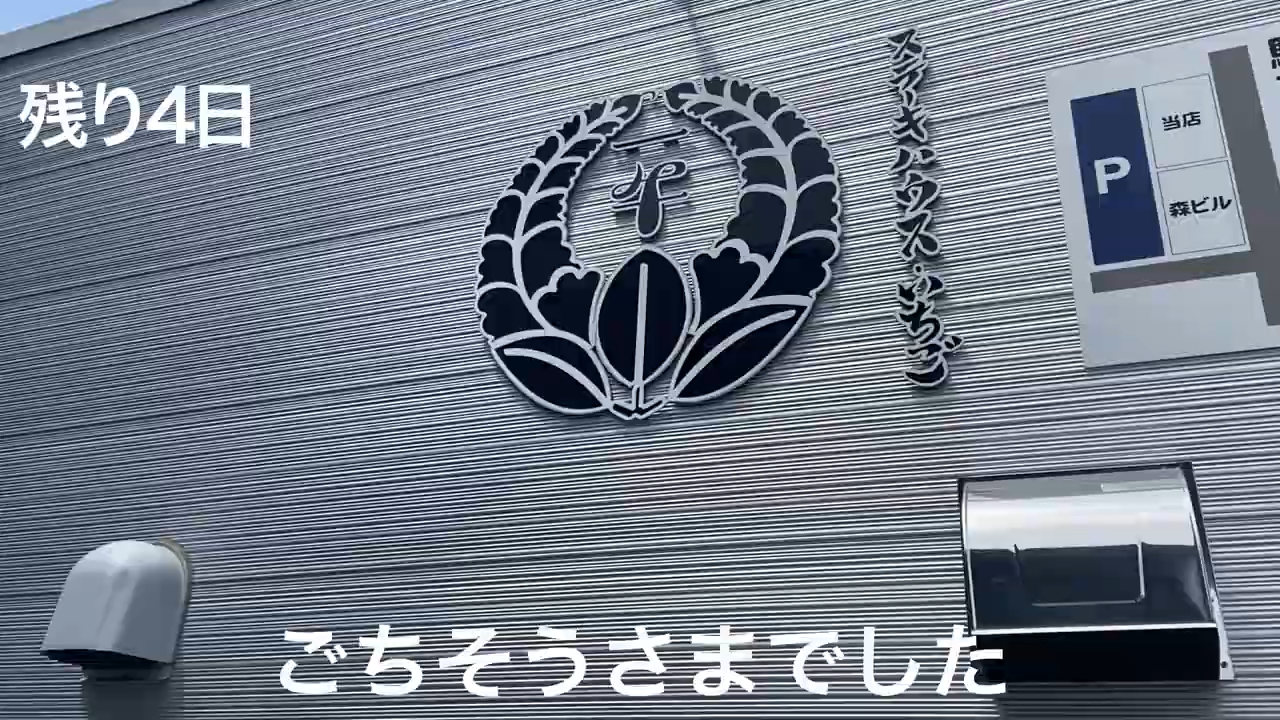 残り4日
ステーキハウス いちご
P
当店
森ビル
ごちそうさまでした